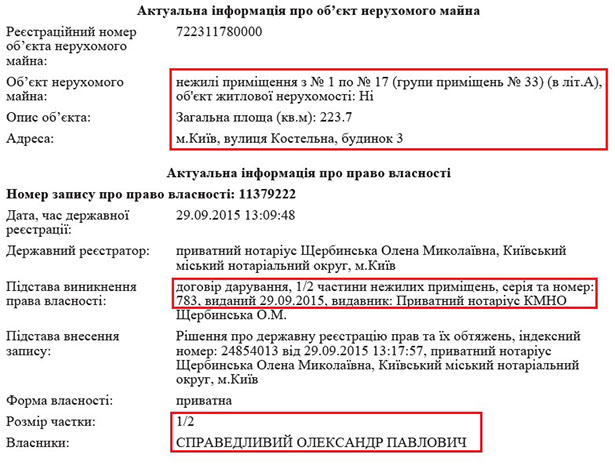 Актуальна інформація про об’єкт нерухомого майна
Реєстраційний номер 722311780000
об’єкта нерухомого
майна:
Об’єкт нерухомого нежилі приміщення з № 1 по № 17 (групи приміщень № 33) (в літ.А),
майна: об'єкт житлової нерухомості: Ні
Опис об’єкта: Загальна площа (кв.м): 223.7
Адреса: м.Київ, вулиця Костельна, будинок 3
Актуальна інформація про право власності
Номер запису про право власності: 11379222
Дата, час державної 29.09.2015 13:09:48
реєстрації:
Державний реєстратор: приватний нотаріус Щербинська Олена Миколаївна, Київський
міський нотаріальний округ, м.Київ
Підстава виникнення договір дарування, 1/2 частини нежилих приміщень, серія та номер:
права власності: 783, виданий 29.09.2015, видавник: Приватний нотаріус КМНО
Щербинська О.М.
Підстава внесення Рішення про державну реєстрацію прав та їх обтяжень, індексний
запису: номер: 24854013 від 29.09.2015 13:17:57, приватний нотаріус
Щербинська Олена Миколаївна, Київський міський нотаріальний
округ, м.Київ
Форма власності: приватна
Розмір частки: 1/2
Власники: СПРАВЕДЛИВИЙ ОЛЕКСАНДР ПАВЛОВИЧ